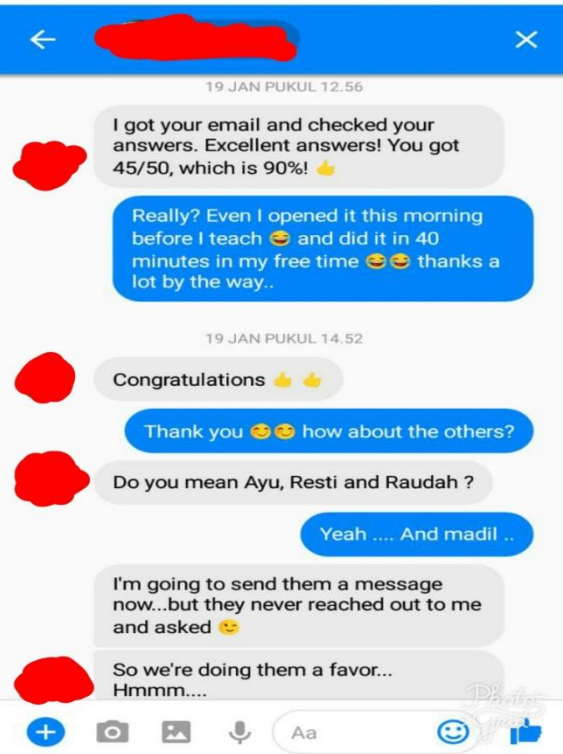 19 JAN PUKUL 12.56
I got your email and checked your
answers. Excellent answers! You got
45/50, which is 90%! 👍
Really? Even I opened it this morning
before I teach 😂 and did it in 40
minutes in my free time 😂😂 thanks a
lot by the way..
19 JAN PUKUL 14.52
Congratulations 👍 👍
Thank you 😊😊 how about the others?
Do you mean Ayu, Resti and Raudah ?
Yeah .... And madil ..
I'm going to send them a message
now...but they never reached out to me
and asked 😉
So we're doing them a favor...
Hmmm....
Aa
Photo
Grid